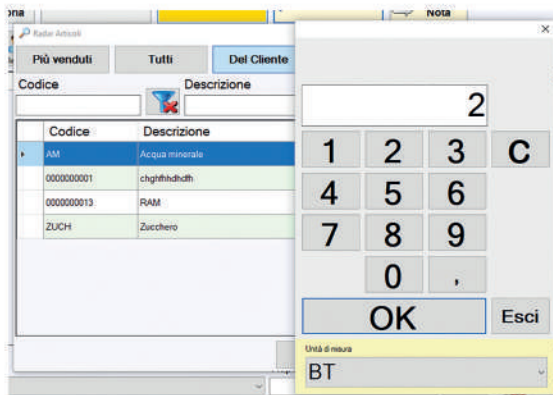 Nota
Radar Articoli
Più venduti
Tutti
Del Cliente
Codice
Descrizione
Codice
Descrizione
AM
Acqua minerale
0000000001
chghfhhdhdfh
0000000013
RAM
ZUCH
Zucchero
2
1 2 3 C
4 5 6
7 8 9
0 ,
OK
Esci
Unità di misura
BT